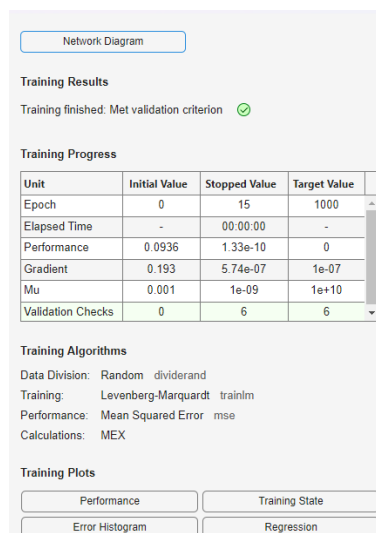 Network Diagram
Training Results
Training finished: Met validation criterion
Training Progress
Unit Initial Value Stopped Value Target Value
Epoch 0 15 1000
Elapsed Time - 00:00:00 -
Performance 0.0936 1.33e-10 0
Gradient 0.193 5.74e-07 1e-07
Mu 0.001 1e-09 1e+10
Validation Checks 0 6 6
Training Algorithms
Data Division: Random dividerand
Training: Levenberg-Marquardt trainlm
Performance: Mean Squared Error mse
Calculations: MEX
Training Plots
Performance Training State
Error Histogram Regression